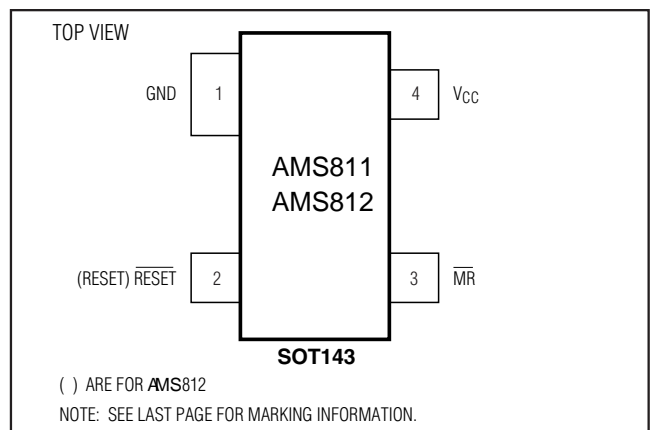 TOP VIEW
GND 1
4 VCC
AMS811
AMS812
(RESET) RESET 2
3 MR
SOT143
( ) ARE FOR AMS812
NOTE: SEE LAST PAGE FOR MARKING INFORMATION.